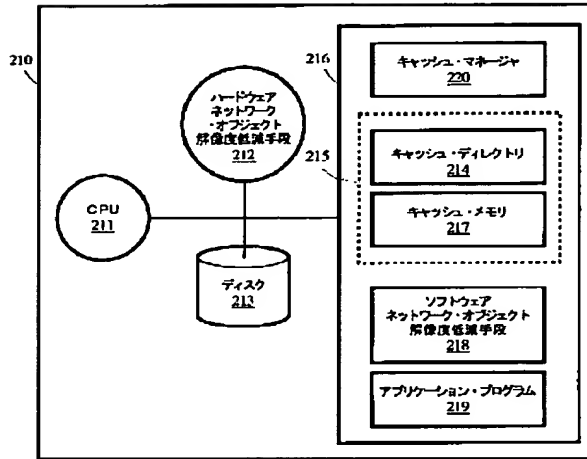 210
216
キャッシュ・マネージャ
220
ハードウェア
ネットワーク
・オブジェクト
解像度低減手段
212
215
キャッシュ・ディレクトリ
214
キャッシュ・メモリ
217
CPU
211
ディスク
213
ソフトウェア
ネットワーク・オブジェクト
解像度低減手段
218
アプリケーション・プログラム
219